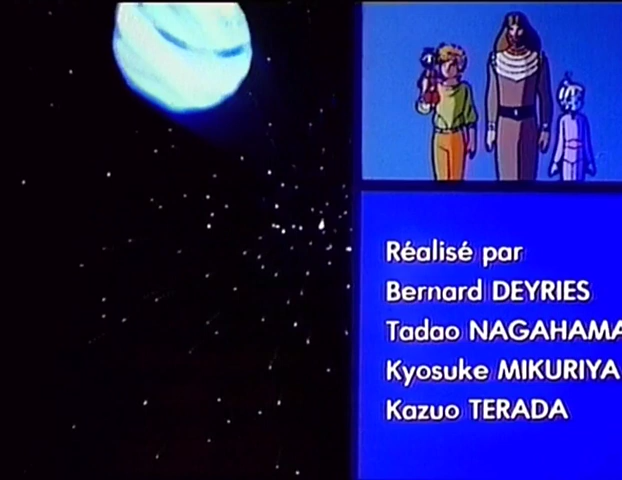 Réalisé par
Bernard DEYRIES
Tadao NAGAHAMA
Kyosuke MIKURIYA
Kazuo TERADA